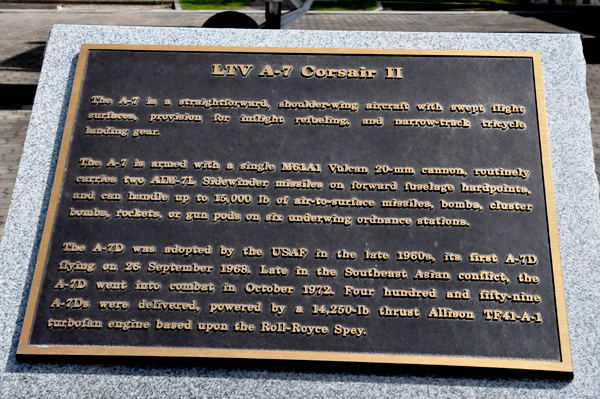 LTV A-7 Corsair II
The A-7 is a straightforward, shoulder-wing aircraft with swept flight
surfaces, provision for inflight refueling, and narrow-track tricycle
landing gear.
The A-7 is armed with a single M61A1 Vulcan 20-mm cannon, routinely
carries two AIM-7L Sidewinder missiles on forward fuselage hardpoints,
and can handle up to 15,000 lb of air-to-surface missiles, bombs, cluster
bombs, rockets, or gun pods on six underwing ordnance stations.
The A-7D was adopted by the USAF in the late 1960s, its first A-7D
flying on 26 September 1968. Late in the Southeast Asian conflict, the
A-7D went into combat in October 1972. Four hundred and fifty-nine
A-7Ds were delivered, powered by a 14,250-lb thrust Allison TF41-A-1
turbofan engine based upon the Roll-Royce Spey.